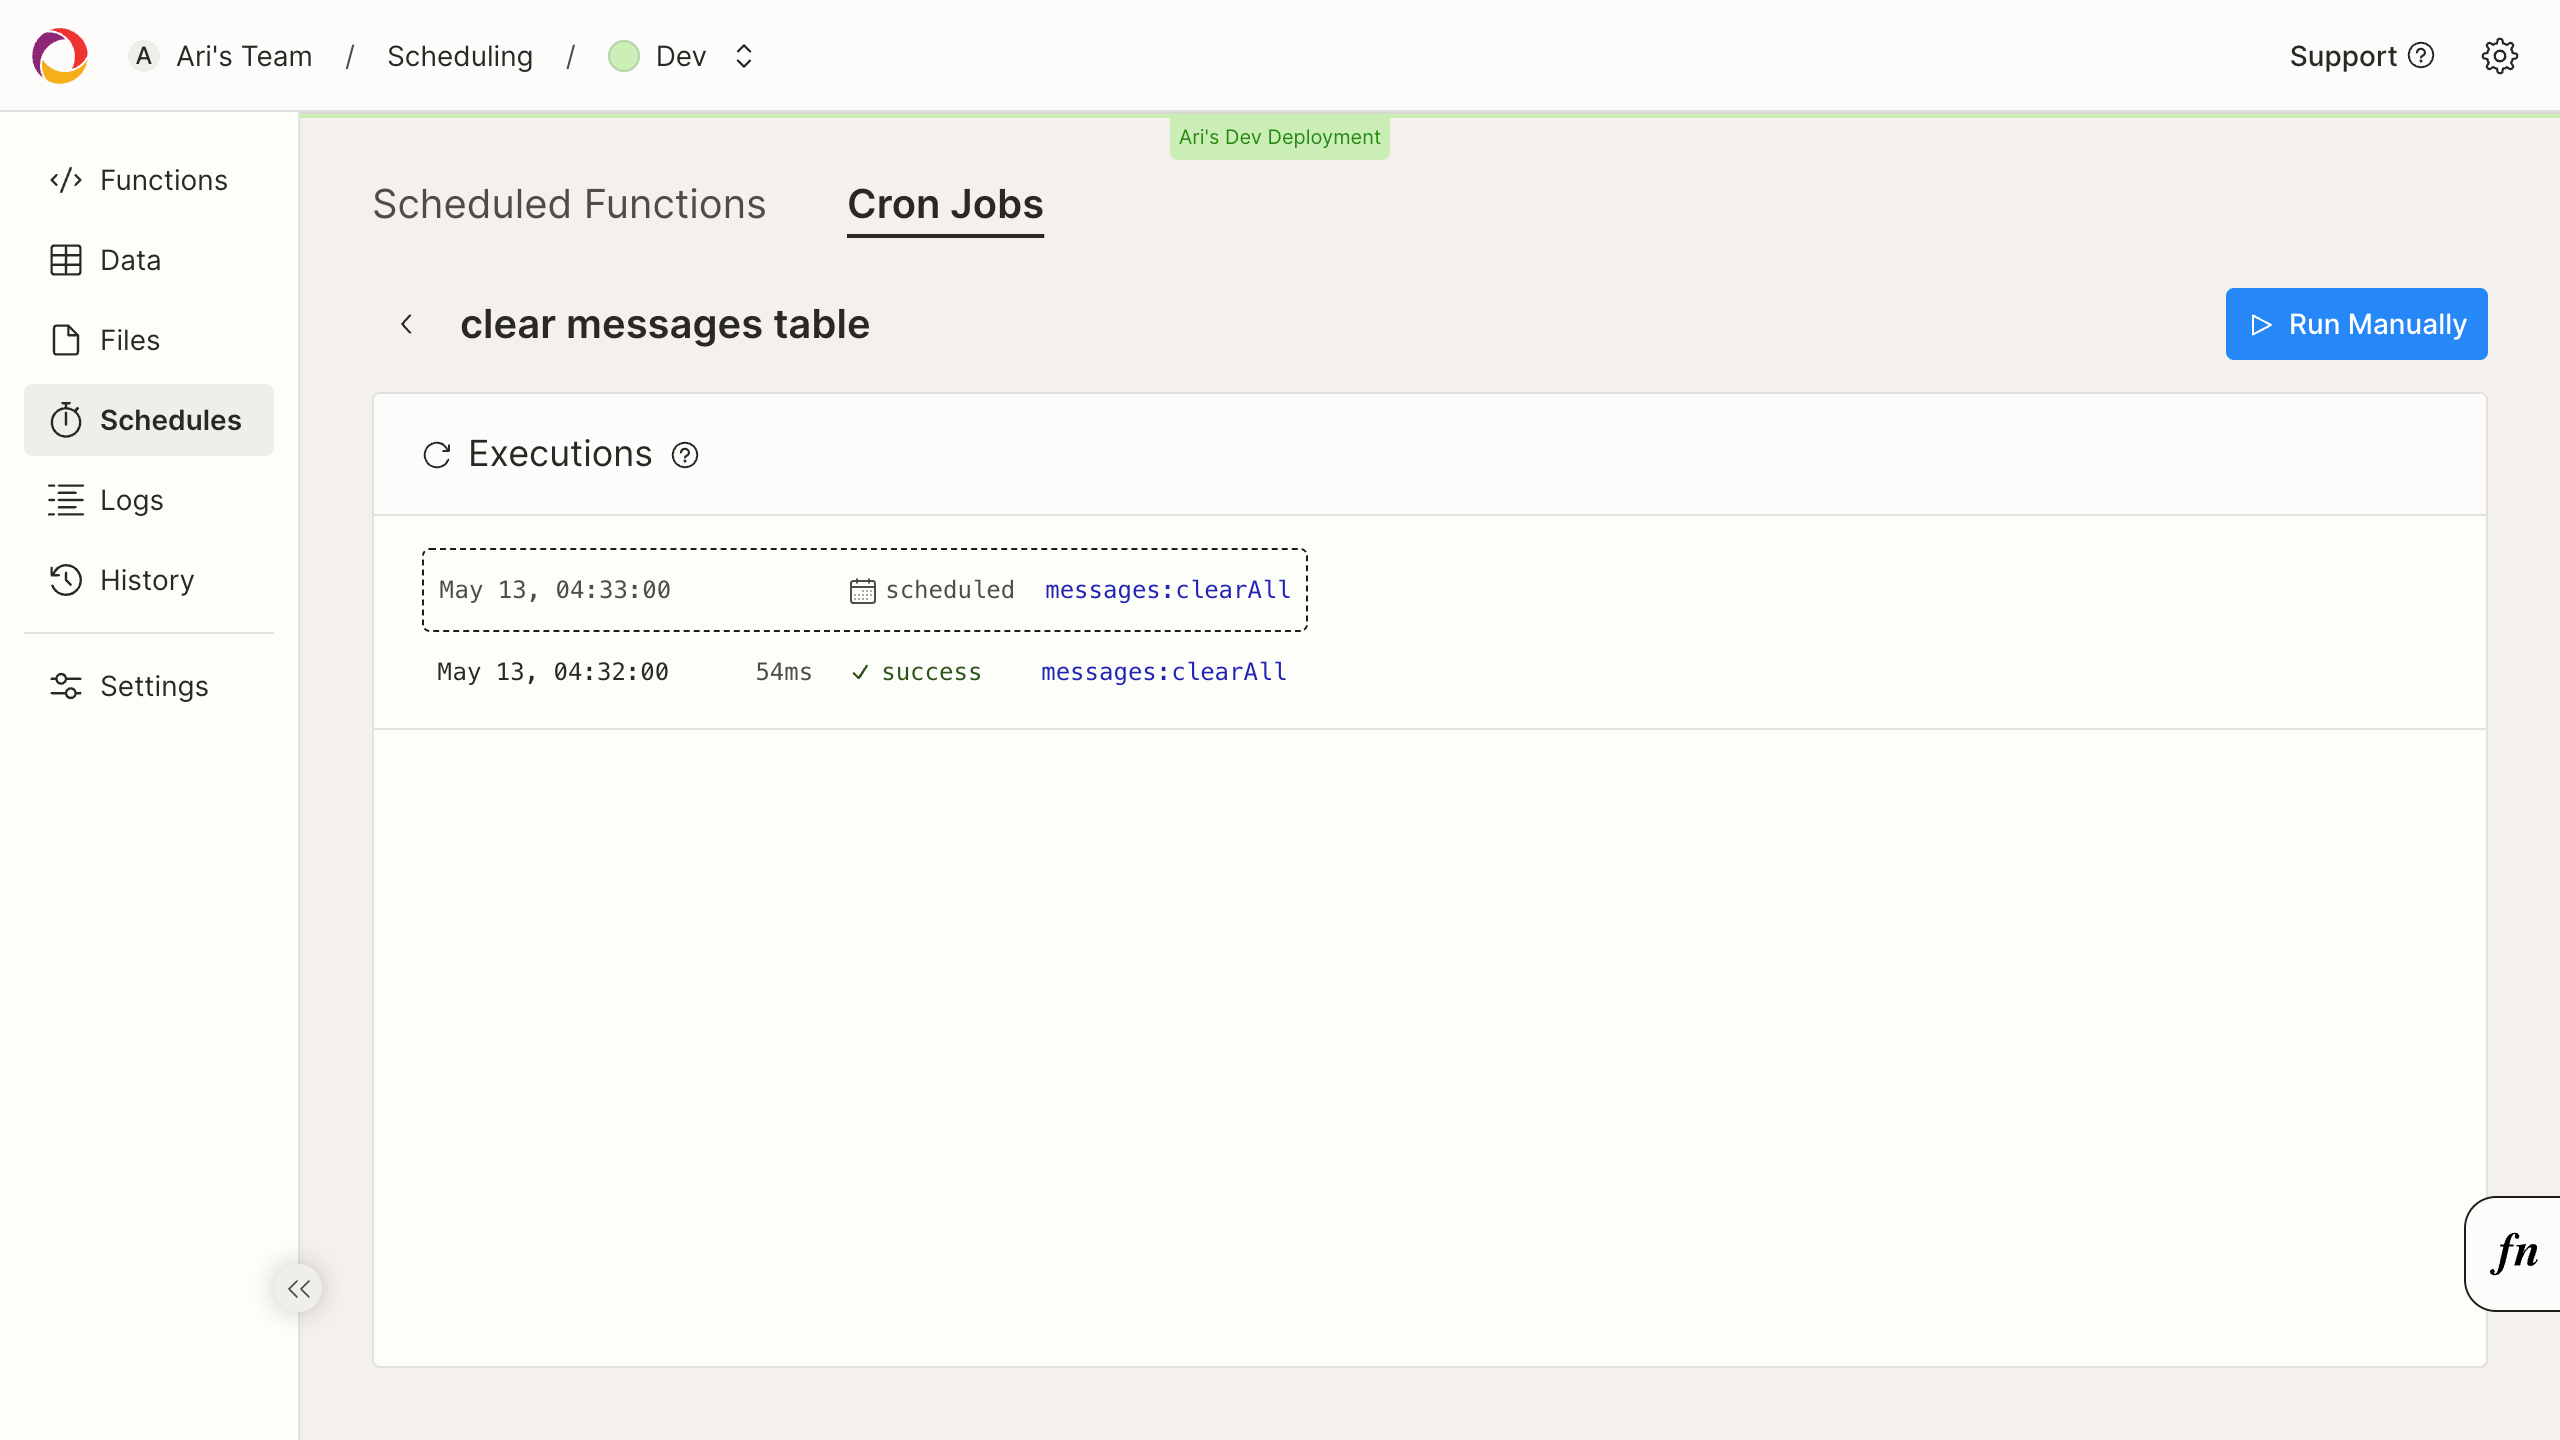 A Ari's Team / Scheduling / Dev
Support
Ari's Dev Deployment
Functions
Data
Files
Schedules
Logs
History
Settings
Scheduled Functions Cron Jobs
clear messages table
Run Manually
Executions
May 13, 04:33:00 scheduled messages:clearAll
May 13, 04:32:00 54ms success messages:clearAll
fn